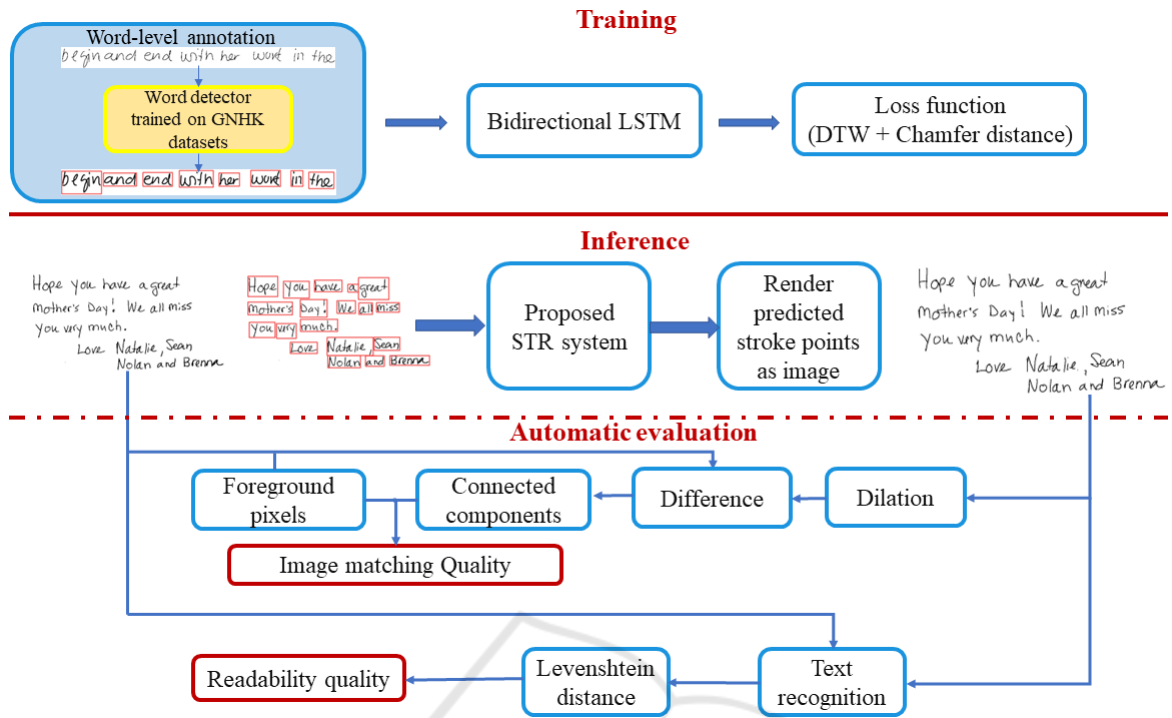 Training
Word-level annotation
begin and end with her work in the
Word detector
trained on GNHK
datasets
begin and end with her work in the
Bidirectional LSTM
Loss function
(DTW + Chamfer distance)
Inference
Hope you have a great
Mother's Day! We all miss
you very much.
Love Natalie, Sean
Nolan and Brenna
Hope you have a great
Mother's Day! We all miss
you very much.
Love Natalie, Sean
Nolan and Brenna
Proposed
STR system
Render
predicted
stroke points
as image
Hope you have a great
Mother's Day! We all miss
you very much.
Love Natalie, Sean
Nolan and Brenna
Automatic evaluation
Foreground
pixels
Connected
components
Difference
Dilation
Image matching Quality
Readability quality
Levenshtein
distance
Text
recognition